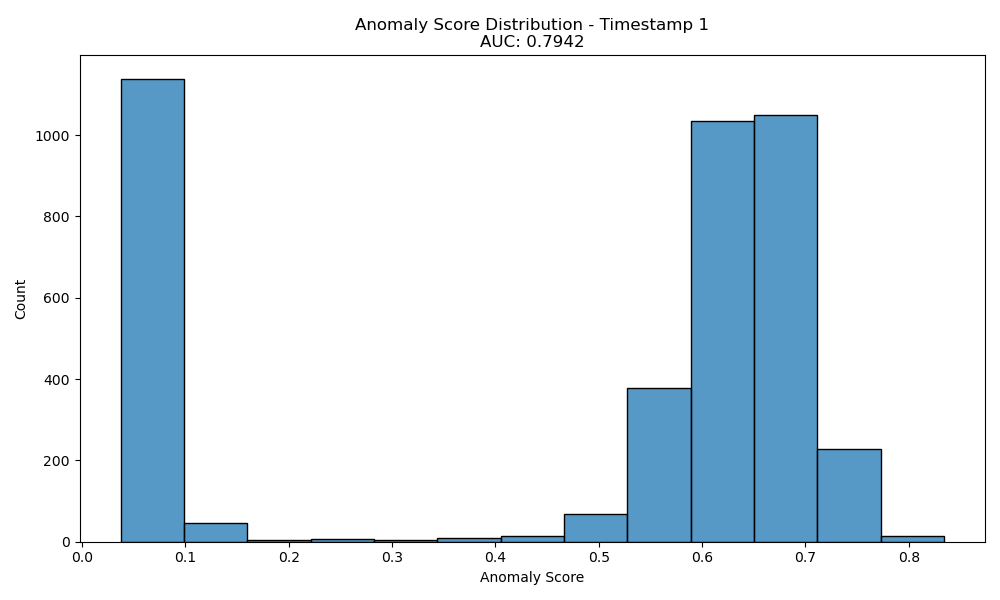 Anomaly Score Distribution - Timestamp 1
AUC: 0.7942
Count
1000
800
600
400
200
0
0.0 0.1 0.2 0.3 0.4 0.5 0.6 0.7 0.8
Anomaly Score